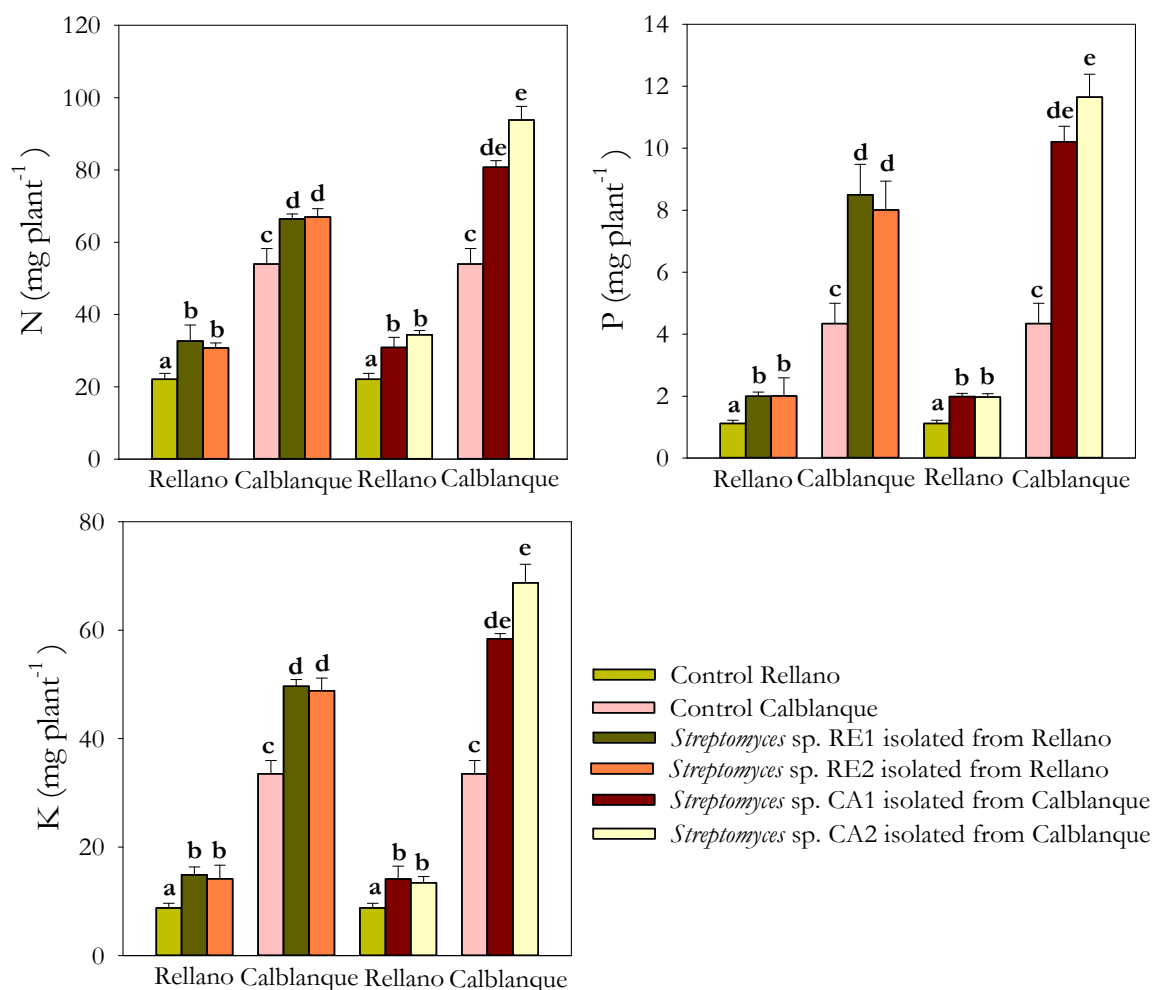 N (mg plant-1)
120
100
80
60
40
20
0
a
b
b
c
d
d
a
b
b
c
de
e
Rellano
Calblanque
Rellano
Calblanque
P (mg plant-1)
14
12
10
8
6
4
2
0
a
b
b
c
d
d
a
b
b
c
de
e
Rellano
Calblanque
Rellano
Calblanque
K (mg plant-1)
80
60
40
20
0
a
b
b
c
d
d
a
b
b
c
de
e
Rellano
Calblanque
Rellano
Calblanque
Control Rellano
Control Calblanque
Streptomyces sp. RE1 isolated from Rellano
Streptomyces sp. RE2 isolated from Rellano
Streptomyces sp. CA1 isolated from Calblanque
Streptomyces sp. CA2 isolated from Calblanque